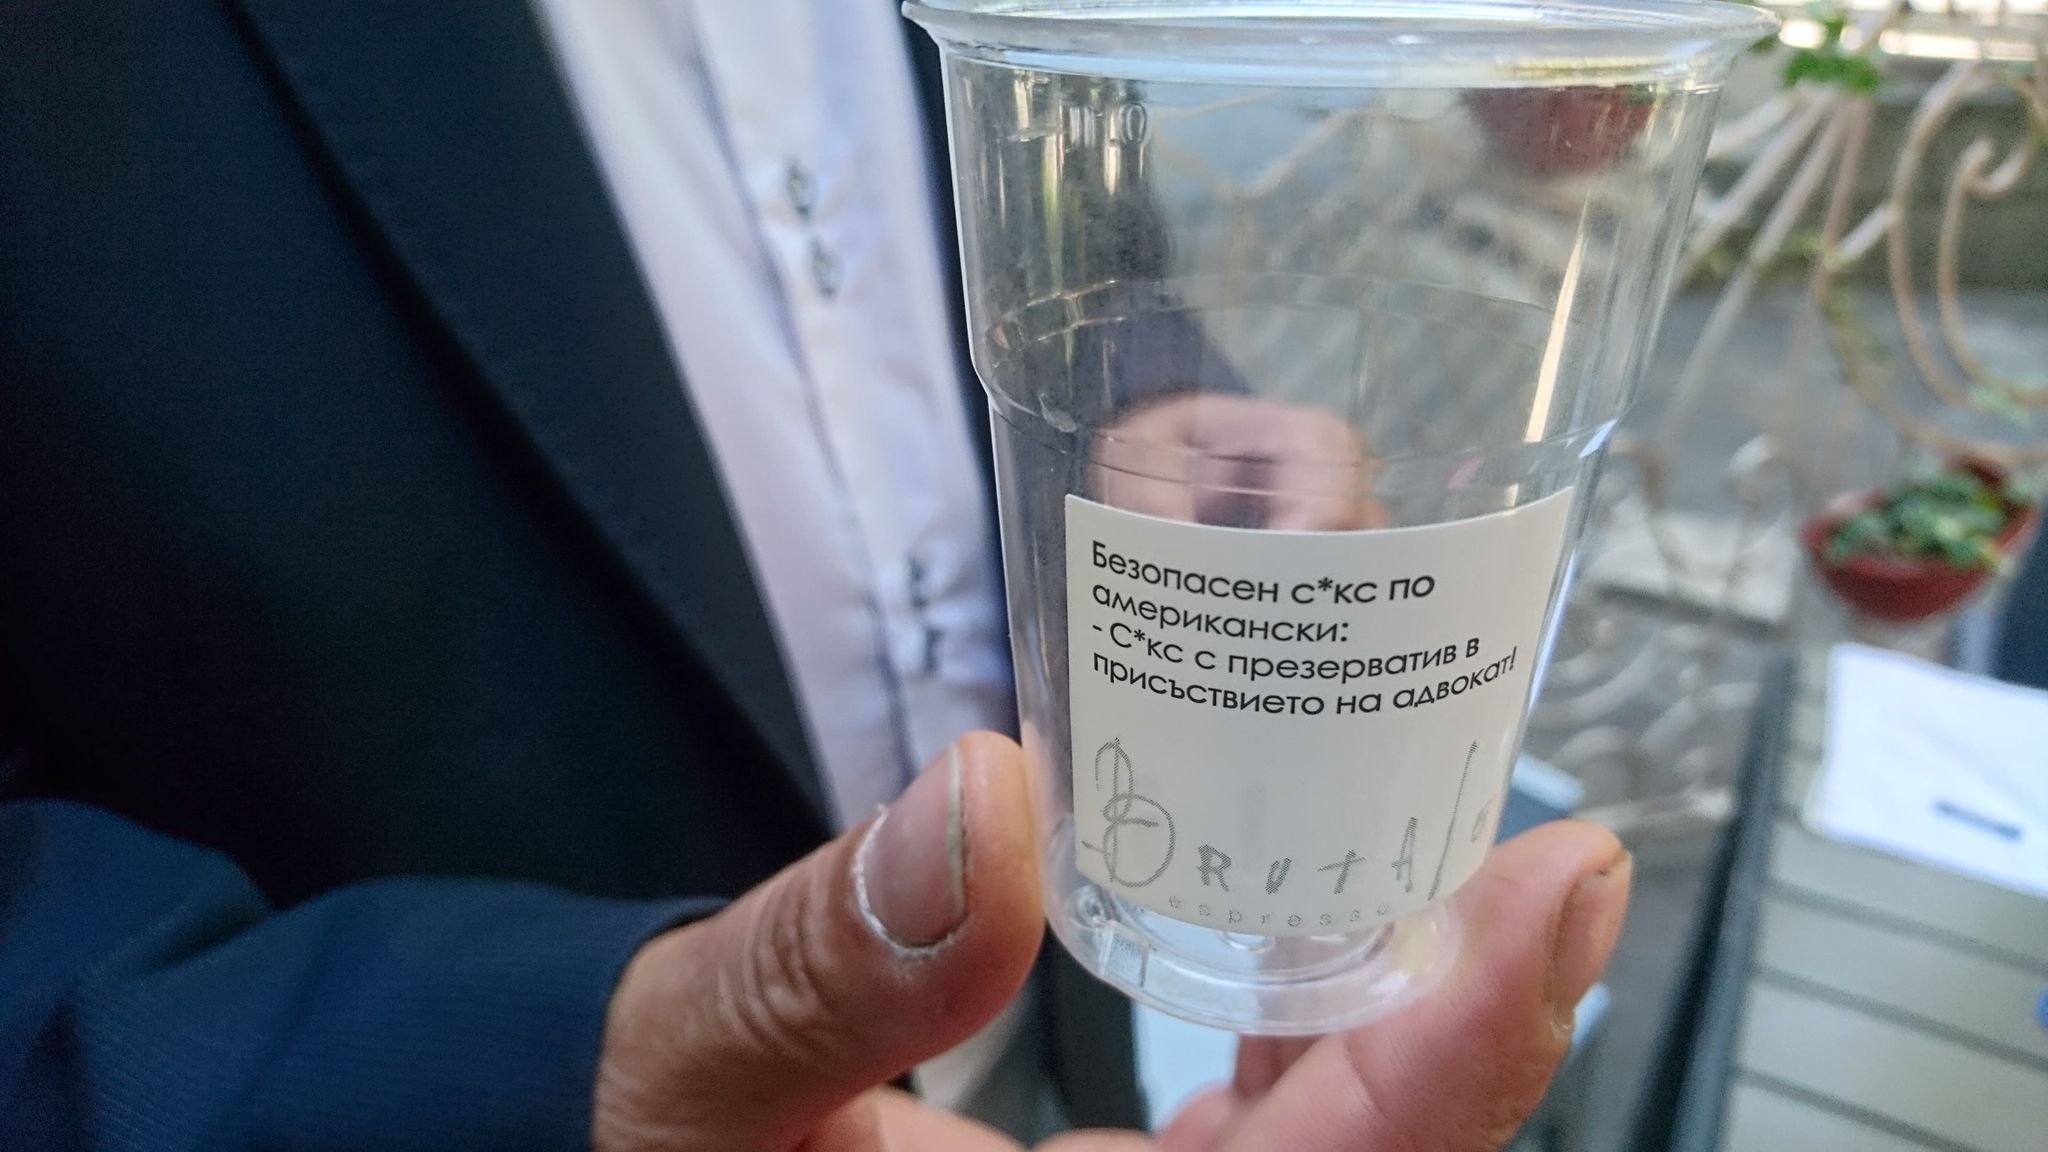 Безопасен с*кс по
американски:
- С*кс с презерватив в
присъствието на адвокат!
BRUTAL
espresso